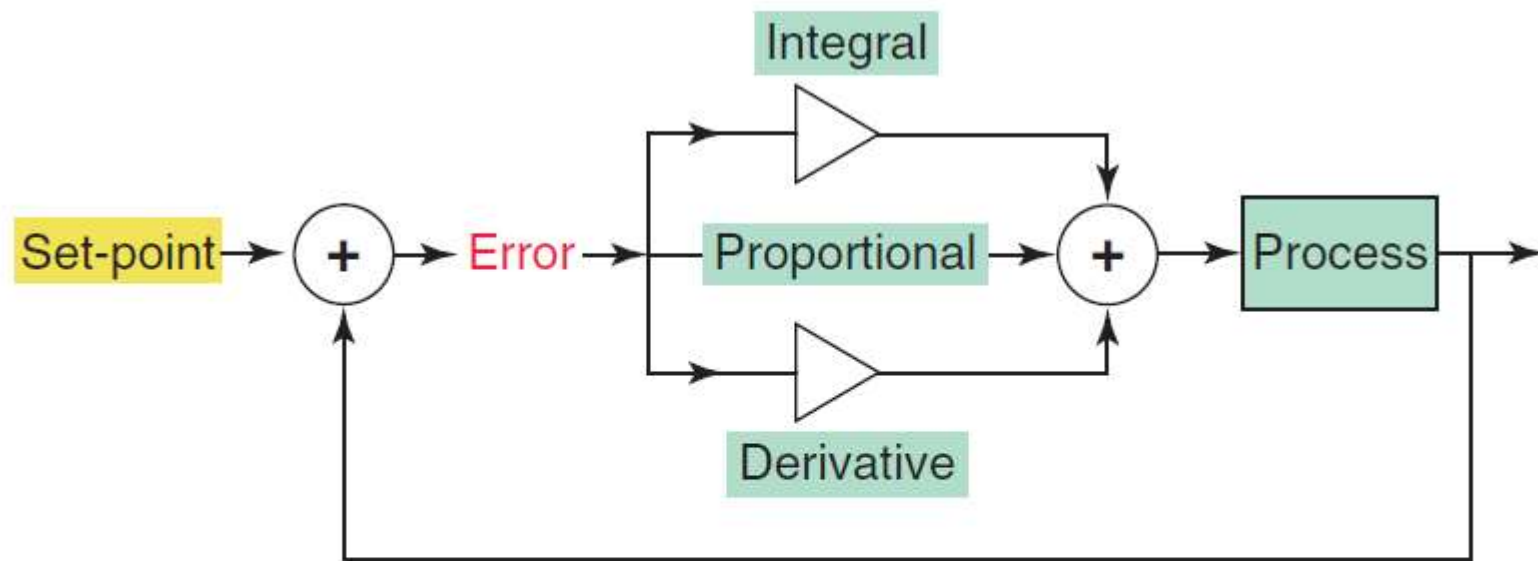 Integral
Set-point
+
Error
Proportional
+
Process
Derivative